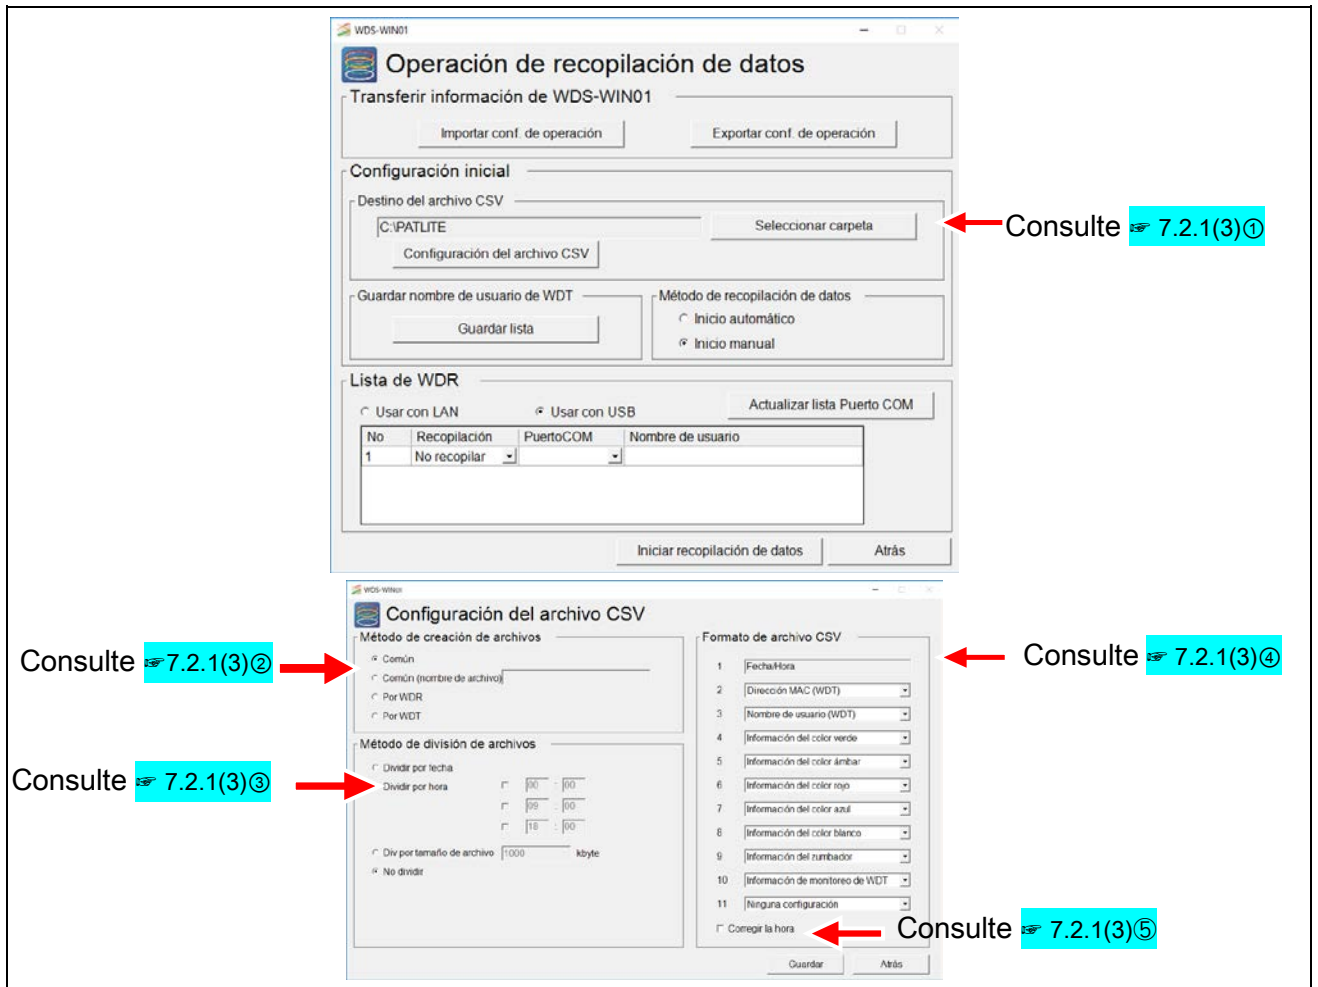 WDS-WIN01
Operación de recopilación de datos
Transferir información de WDS-WIN01
Importar conf. de operación
Exportar conf. de operación
Configuración inicial
Destino del archivo CSV
C:\PATLITE
Seleccionar carpeta
Consulte ☞ 7.2.1(3)①
Configuración del archivo CSV
Guardar nombre de usuario de WDT
Guardar lista
Método de recopilación de datos
Inicio automático
Inicio manual
Lista de WDR
Usar con LAN
Usar con USB
Actualizar lista Puerto COM
No Recopilación PuertoCOM Nombre de usuario
1 No recopilar
Iniciar recopilación de datos
Atrás
WDS-WIN01
Configuración del archivo CSV
Método de creación de archivos
Común
Común (nombre de archivo)
Por WDR
Por WDT
Consulte ☞7.2.1(3)②
Método de división de archivos
Dividir por fecha
Dividir por hora 00 : 00
09 : 00
18 : 00
Consulte ☞ 7.2.1(3)③
Div por tamaño de archivo 1000 kbyte
No dividir
Formato de archivo CSV
1 Fecha/Hora
2 Dirección MAC (WDT)
3 Nombre de usuario (WDT)
4 Información del color verde
5 Información del color ámbar
6 Información del color rojo
7 Información del color azul
8 Información del color blanco
9 Información del zumbador
10 Información de monitoreo de WDT
11 Ninguna configuración
Consulte ☞ 7.2.1(3)④
Corregir la hora
Consulte ☞ 7.2.1(3)⑤
Guardar
Atrás